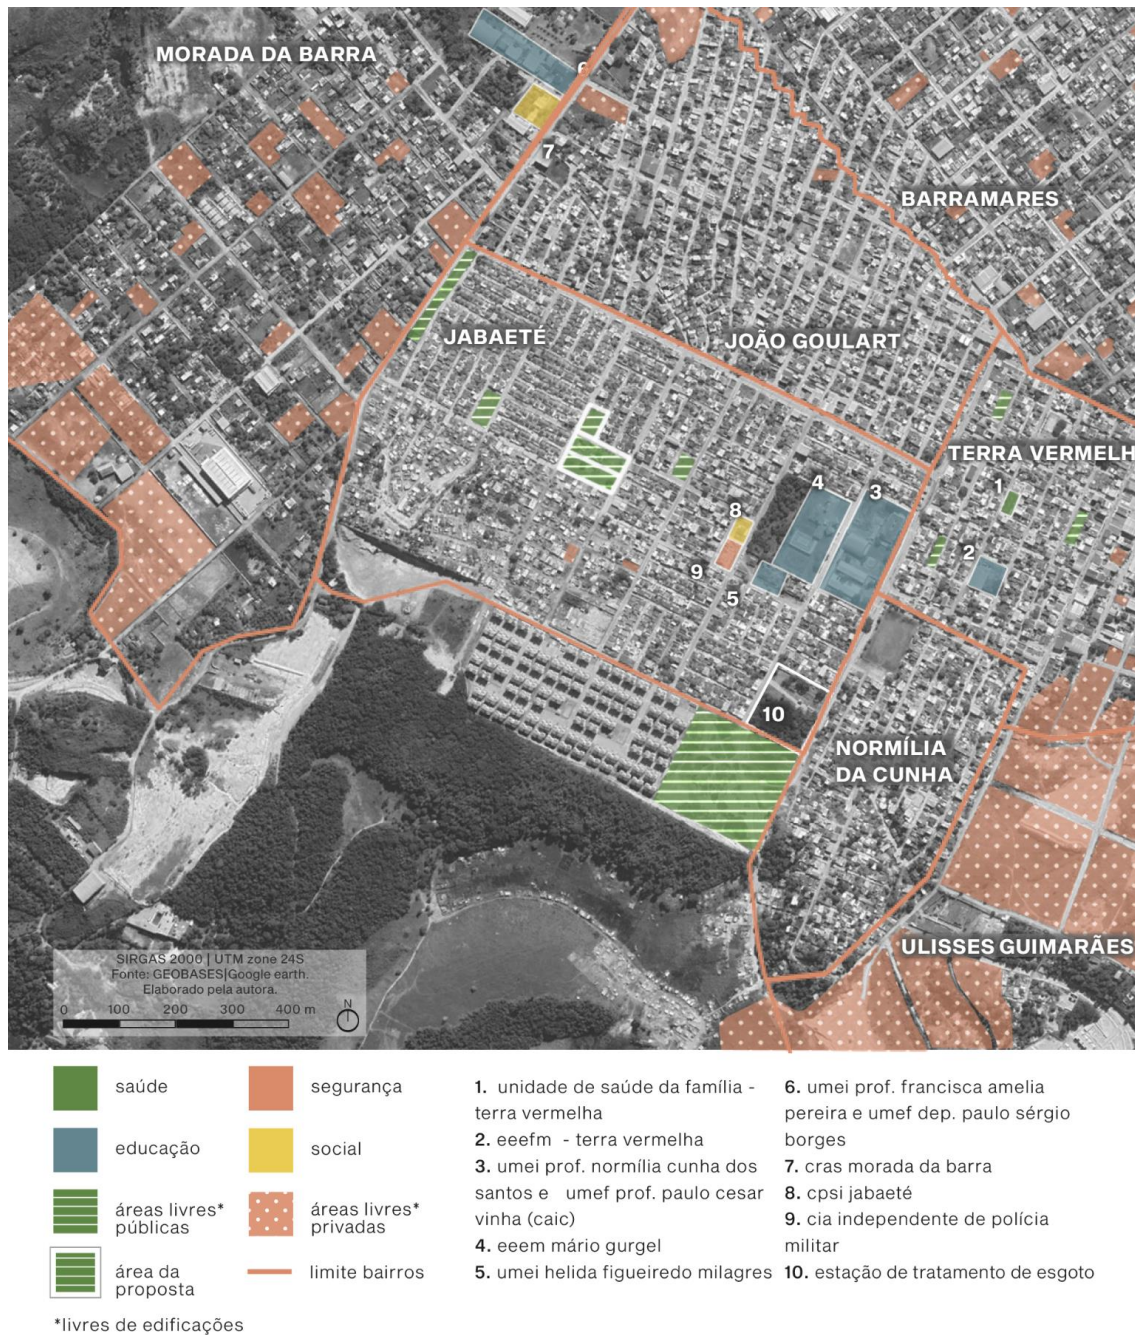 MORADA DA BARRA
6
7
BARRAMARES
JABAETÉ
JOÃO GOULART
TERRA VERMELH
1
4
3
8
2
9
5
10
NORMÍLIA
DA CUNHA
ULISSES GUIMARÃES
SIRGAS 2000 | UTM zone 24S
Fonte: GEOBASES|Google earth.
Elaborado pela autora.
0 100 200 300 400 m
N
saúde
educação
áreas livres*
públicas
área da
proposta
*livres de edificações
segurança
social
áreas livres*
privadas
limite bairros
1. unidade de saúde da família -
terra vermelha
2. eeefm - terra vermelha
3. umei prof. normília cunha dos
santos e umef prof. paulo cesar
vinha (caic)
4. eeem mário gurgel
5. umei helida figueiredo milagres
6. umei prof. francisca amelia
pereira e umef dep. paulo sérgio
borges
7. cras morada da barra
8. cpsi jabaeté
9. cia independente de polícia
militar
10. estação de tratamento de esgoto